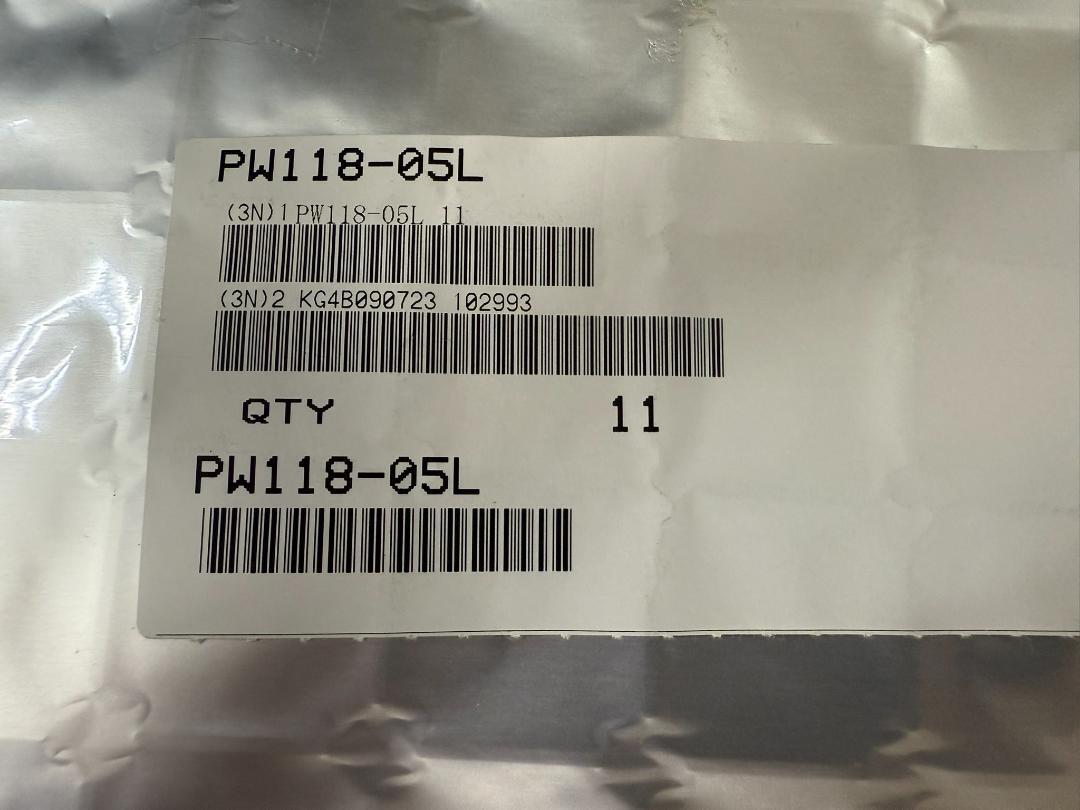 PW118-05L
(3N)1PW118-05L 11
(3N)2 KG4B090723 102993
QTY 11
PW118-05L